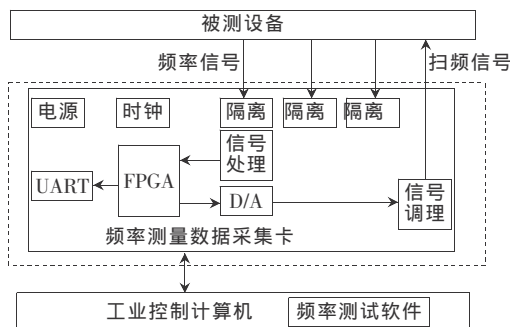 被测设备
频率信号
扫频信号
电源
时钟
隔离
隔离
隔离
信号
处理
UART
FPGA
D/A
信号
调理
频率测量数据采集卡
工业控制计算机
频率测试软件